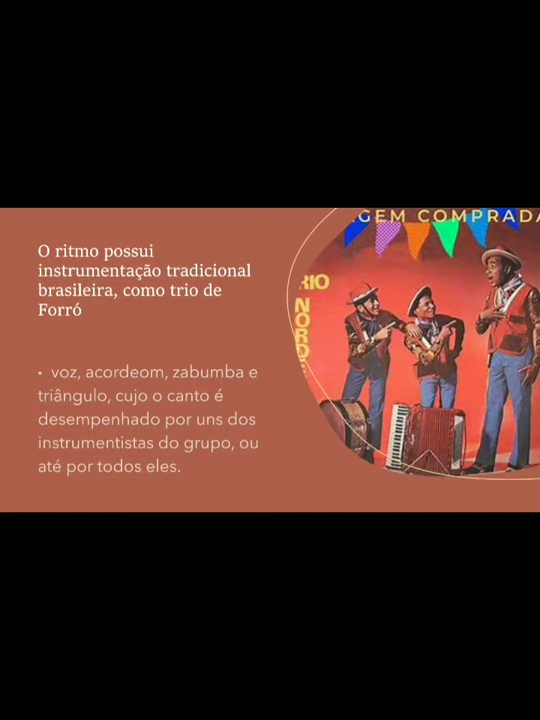 O ritmo possui
instrumentação tradicional
brasileira, como trio de
Forró
• voz, acordeom, zabumba e
triângulo, cujo o canto é
desempenhado por uns dos
instrumentistas do grupo, ou
até por todos eles.
GEM COMPRADA
RIO
NORDE